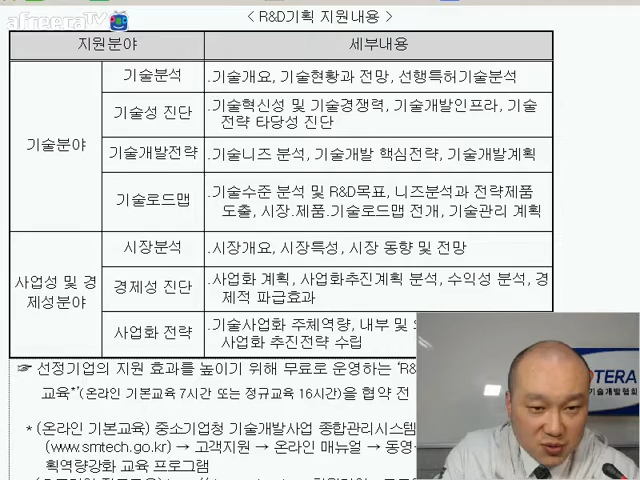 afreecaTV
< R&D기획 지원내용 >
지원분야 세부내용
기술분야
기술분석 .기술개요, 기술현황과 전망, 선행특허기술분석
기술성 진단 .기술혁신성 및 기술경쟁력, 기술개발인프라, 기술
전략 타당성 진단
기술개발전략 .기술니즈 분석, 기술개발 핵심전략, 기술개발계획
기술로드맵 .기술수준 분석 및 R&D목표, 니즈분석과 전략제품
도출, 시장.제품.기술로드맵 전개, 기술관리 계획
사업성 및 경
제성분야
시장분석 .시장개요, 시장특성, 시장 동향 및 전망
경제성 진단 .사업화 계획, 사업화추진계획 분석, 수익성 분석, 경
제적 파급효과
사업화 전략 .기술사업화 주체역량, 내부 및
사업화 추진전략 수립
☞ 선정기업의 지원 효과를 높이기 위해 무료로 운영하는 'R&
교육*'(온라인 기본교육 7시간 또는 정규교육 16시간)을 협약 전
* (온라인 기본교육) 중소기업청 기술개발사업 종합관리시스템
(www.smtech.go.kr) → 고객지원 → 온라인 매뉴얼 → 동영
획역량강화 교육 프로그램
OTERA
기술개발협회